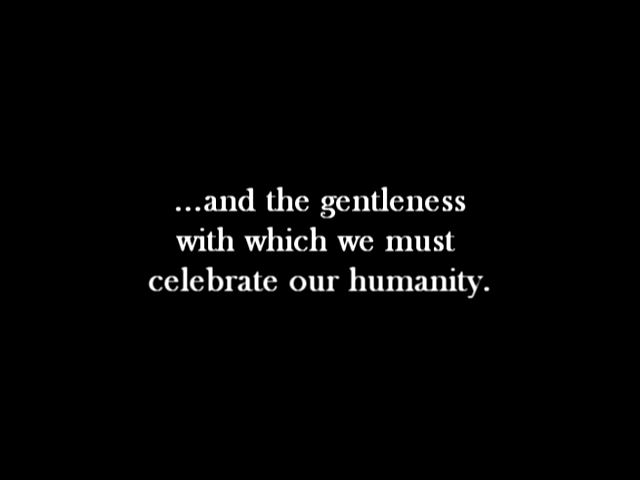 ...and the gentleness
with which we must
celebrate our humanity.